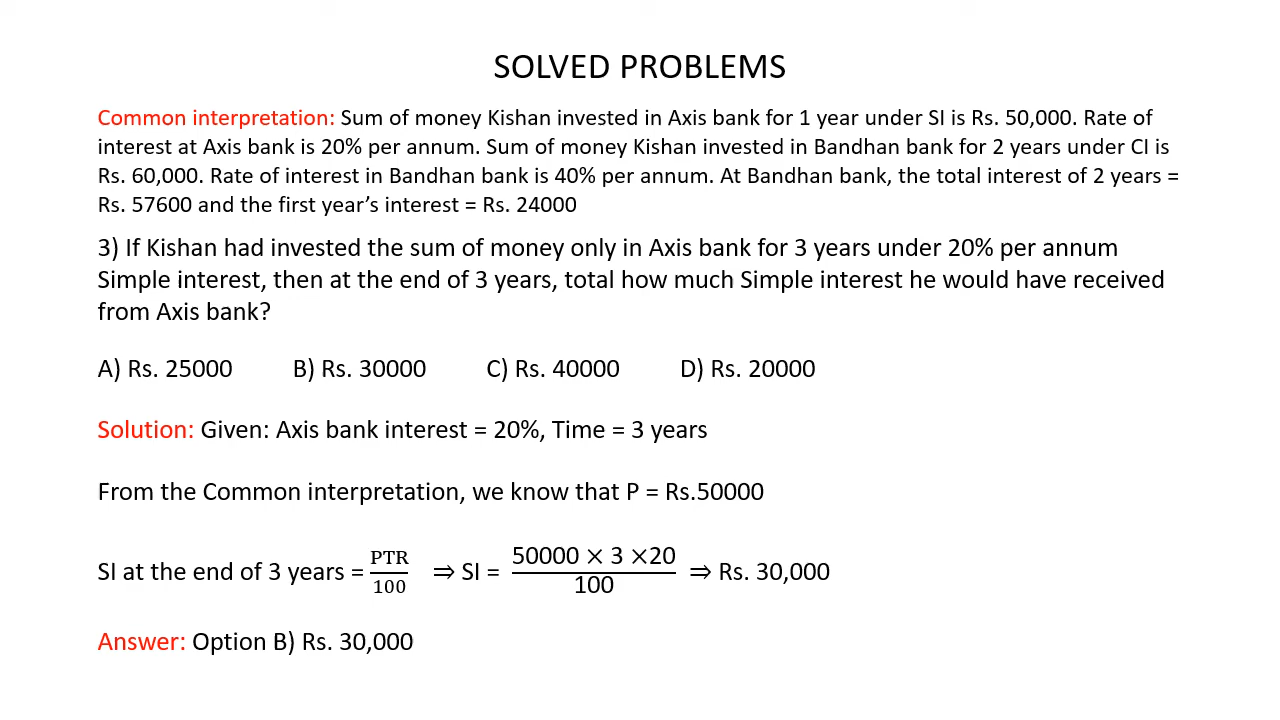 SOLVED PROBLEMS
Common interpretation: Sum of money Kishan invested in Axis bank for 1 year under SI is Rs. 50,000. Rate of
interest at Axis bank is 20% per annum. Sum of money Kishan invested in Bandhan bank for 2 years under CI is
Rs. 60,000. Rate of interest in Bandhan bank is 40% per annum. At Bandhan bank, the total interest of 2 years =
Rs. 57600 and the first year’s interest = Rs. 24000
3) If Kishan had invested the sum of money only in Axis bank for 3 years under 20% per annum
Simple interest, then at the end of 3 years, total how much Simple interest he would have received
from Axis bank?
A) Rs. 25000 B) Rs. 30000 C) Rs. 40000 D) Rs. 20000
Solution: Given: Axis bank interest = 20%, Time = 3 years
From the Common interpretation, we know that P = Rs.50000
SI at the end of 3 years = PTR/100 ⇒ SI = 50000 × 3 ×20/100 ⇒ Rs. 30,000
Answer: Option B) Rs. 30,000